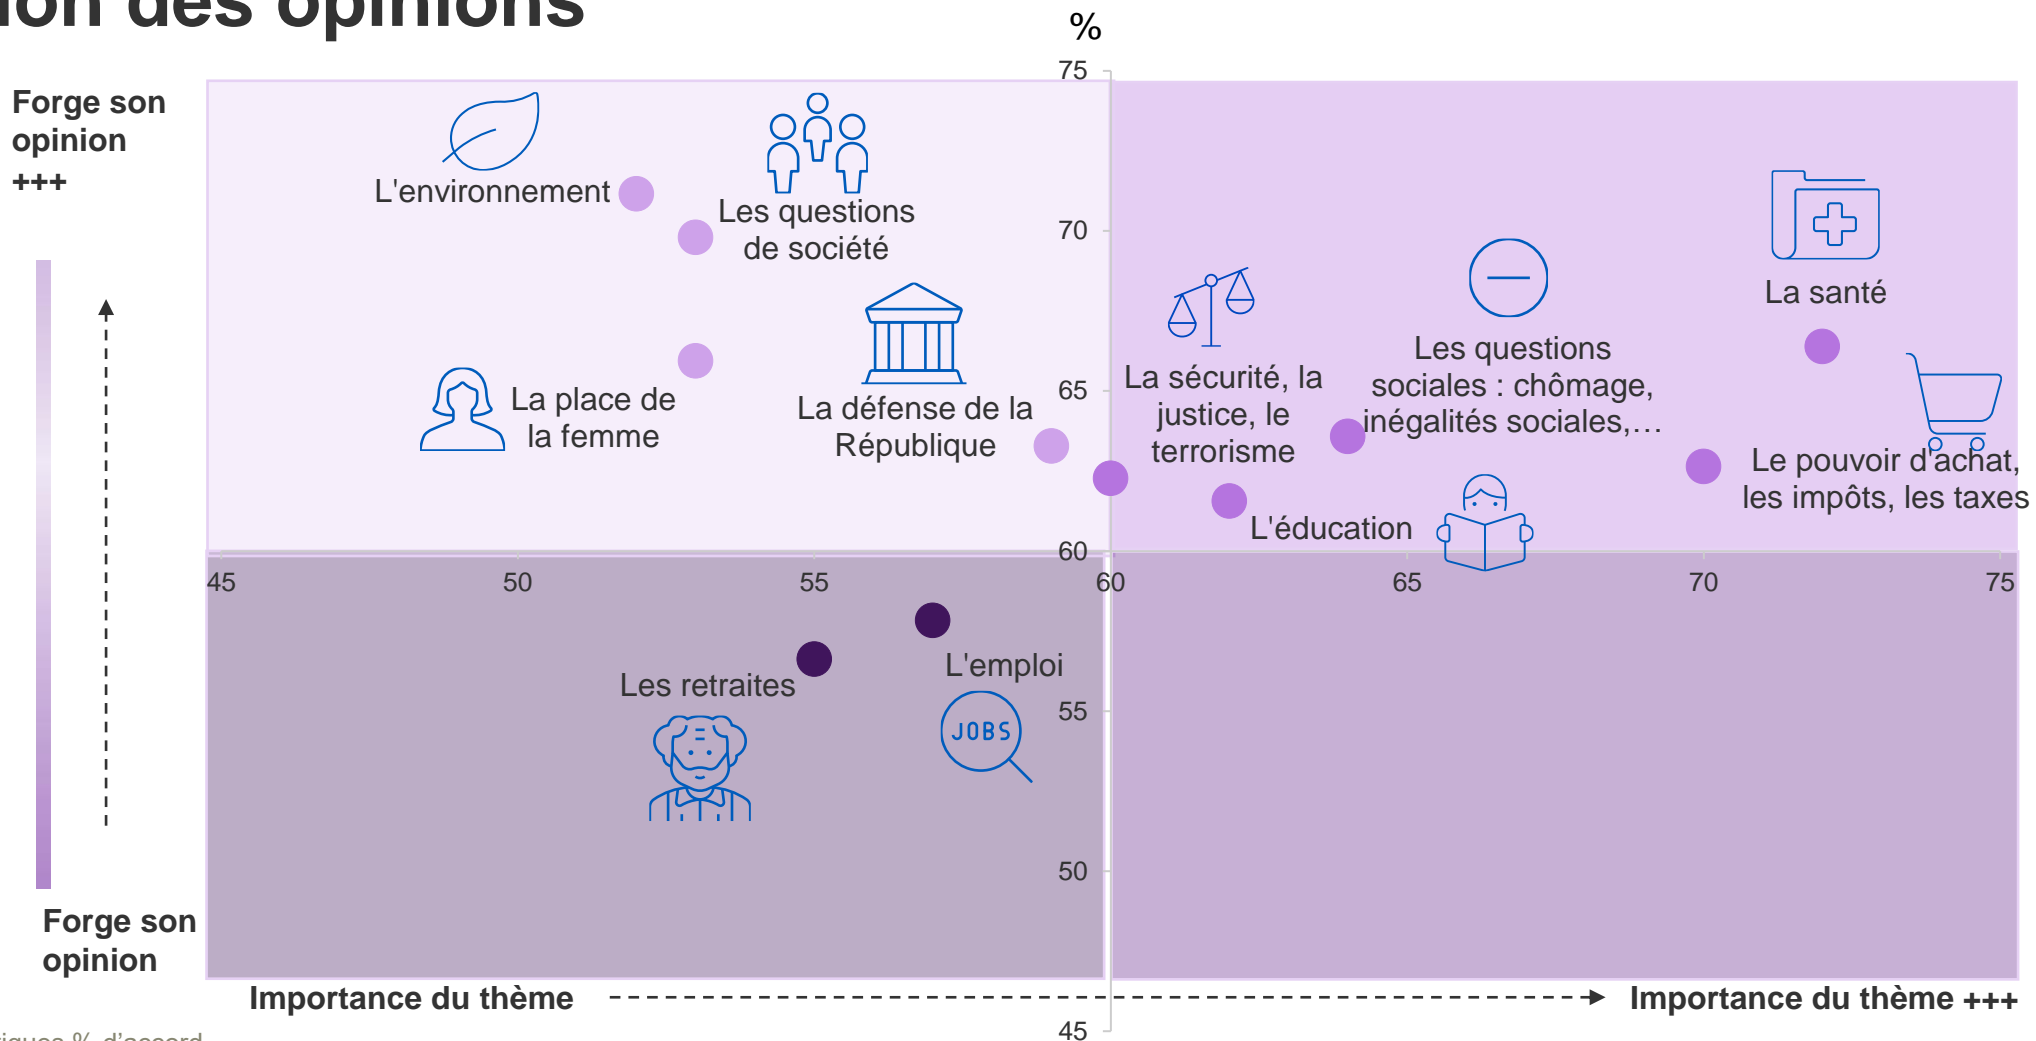 des opinions
%
75
Forge son
opinion
+++
L'environnement
Les questions
de société
70
La santé
La sécurité, la
justice, le
terrorisme
Les questions
sociales : chômage,
inégalités sociales,…
65
La place de
la femme
La défense de la
République
Le pouvoir d'achat,
les impôts, les taxes
L'éducation
60
45
50
55
60
65
70
75
Les retraites
L'emploi
JOBS
55
50
Forge son
opinion
Importance du thème
Importance du thème +++
45
% d'accord